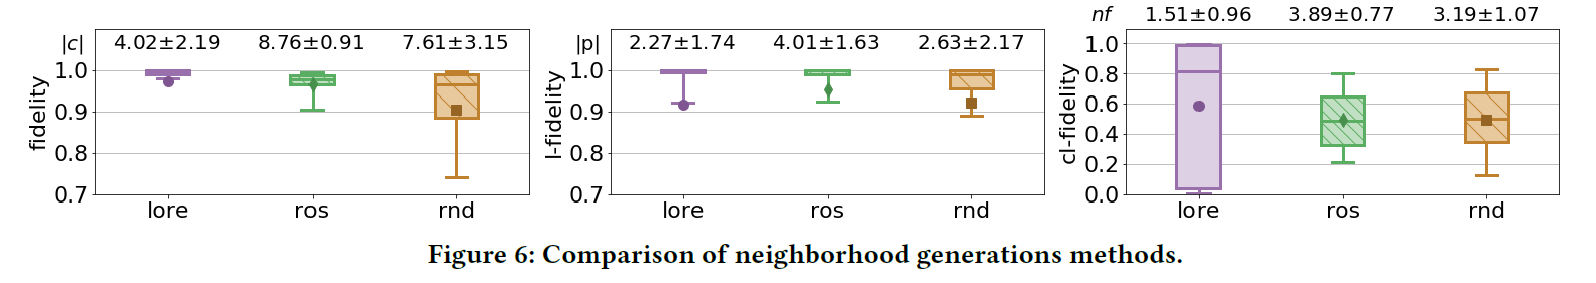 |c| 4.02±2.19 8.76±0.91 7.61±3.15
fidelity
1.0
0.9
0.8
0.7
lore ros rnd
|p| 2.27±1.74 4.01±1.63 2.63±2.17
l-fidelity
1.0
0.9
0.8
0.7
lore ros rnd
nf 1.51±0.96 3.89±0.77 3.19±1.07
cl-fidelity
1.0
0.8
0.6
0.4
0.2
0.0
lore ros rnd
Figure 6: Comparison of neighborhood generations methods.